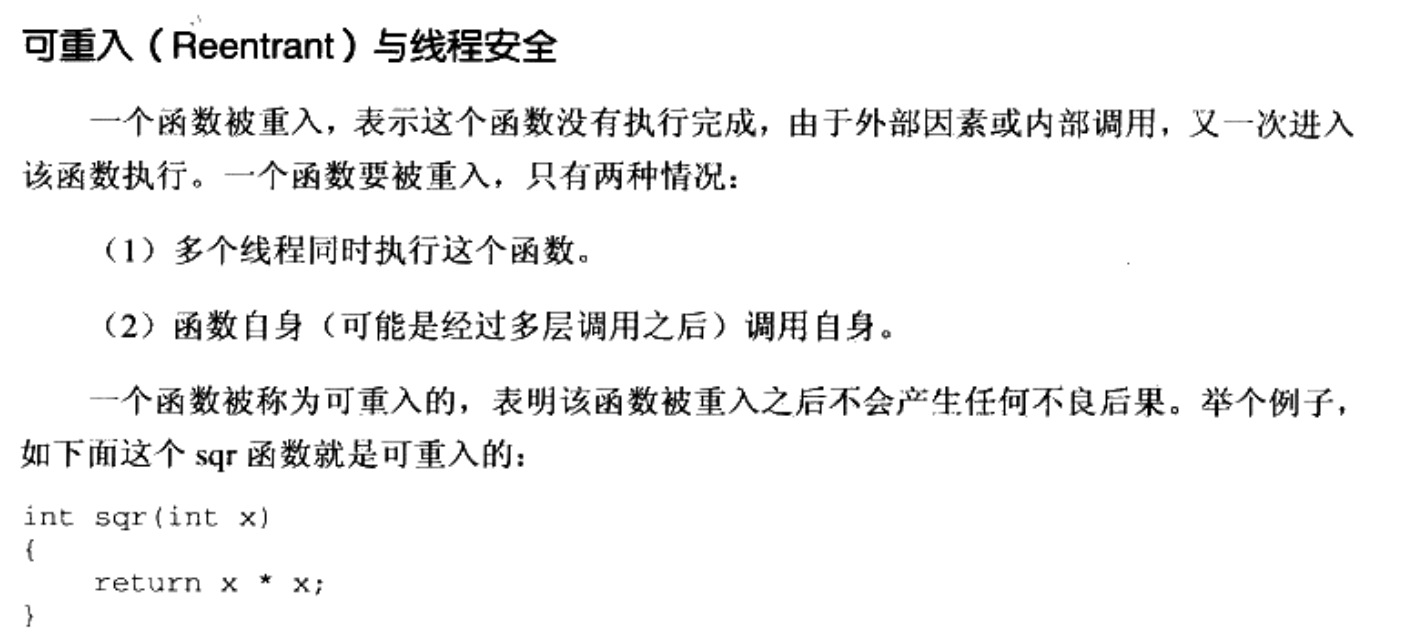 可重入（Reentrant）与线程安全
一个函数被重入，表示这个函数没有执行完成，由于外部因素或内部调用，又一次进入
该函数执行。一个函数要被重入，只有两种情况：
（1）多个线程同时执行这个函数。
（2）函数自身（可能是经过多层调用之后）调用自身。
一个函数被称为可重入的，表明该函数被重入之后不会产生任何不良后果。举个例子，
如下面这个 sqr 函数就是可重入的：
int sqr(int x)
{
    return x * x;
}